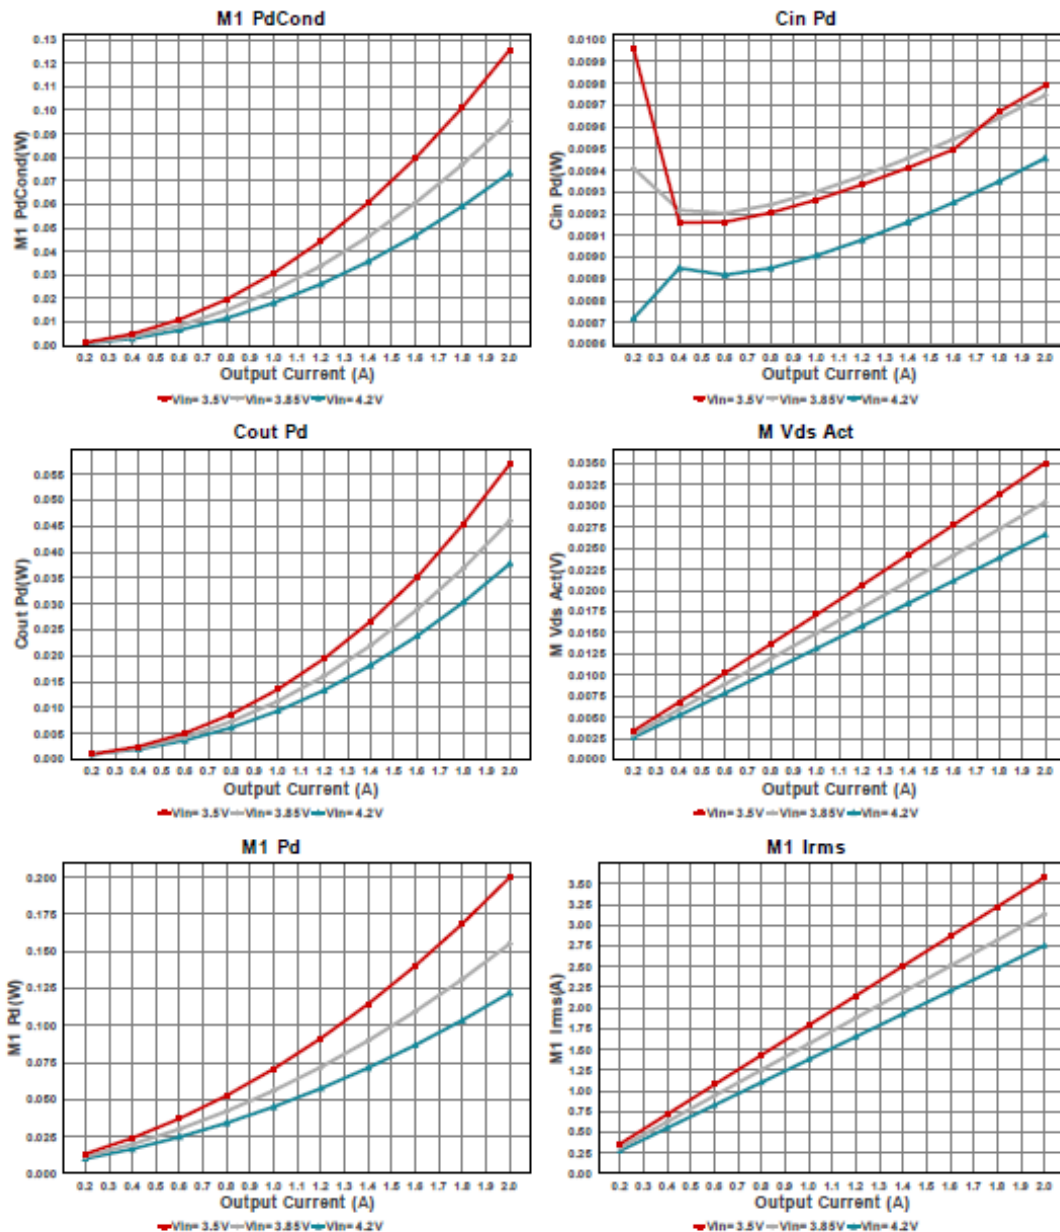 M1 PdCond
M1 PdCond(W)
0.13
0.12
0.11
0.10
0.09
0.08
0.07
0.06
0.05
0.04
0.03
0.02
0.01
0.00
0.2 0.3 0.4 0.5 0.6 0.7 0.8 0.9 1.0 1.1 1.2 1.3 1.4 1.5 1.6 1.7 1.8 1.9 2.0
Output Current (A)
Vin= 3.5V Vin= 3.85V Vin= 4.2V
Cin Pd
Cin Pd(W)
0.0100
0.0099
0.0098
0.0097
0.0096
0.0095
0.0094
0.0093
0.0092
0.0091
0.0090
0.0089
0.0088
0.0087
0.0086
0.2 0.3 0.4 0.5 0.6 0.7 0.8 0.9 1.0 1.1 1.2 1.3 1.4 1.5 1.6 1.7 1.8 1.9 2.0
Output Current (A)
Vin= 3.5V Vin= 3.85V Vin= 4.2V
Cout Pd
Cout Pd(W)
0.055
0.050
0.045
0.040
0.035
0.030
0.025
0.020
0.015
0.010
0.005
0.000
0.2 0.3 0.4 0.5 0.6 0.7 0.8 0.9 1.0 1.1 1.2 1.3 1.4 1.5 1.6 1.7 1.8 1.9 2.0
Output Current (A)
Vin= 3.5V Vin= 3.85V Vin= 4.2V
M Vds Act
M Vds Act(V)
0.0350
0.0325
0.0300
0.0275
0.0250
0.0225
0.0200
0.0175
0.0150
0.0125
0.0100
0.0075
0.0050
0.0025
0.0000
0.2 0.3 0.4 0.5 0.6 0.7 0.8 0.9 1.0 1.1 1.2 1.3 1.4 1.5 1.6 1.7 1.8 1.9 2.0
Output Current (A)
Vin= 3.5V Vin= 3.85V Vin= 4.2V
M1 Pd
M1 Pd(W)
0.200
0.175
0.150
0.125
0.100
0.075
0.050
0.025
0.000
0.2 0.3 0.4 0.5 0.6 0.7 0.8 0.9 1.0 1.1 1.2 1.3 1.4 1.5 1.6 1.7 1.8 1.9 2.0
Output Current (A)
Vin= 3.5V Vin= 3.85V Vin= 4.2V
M1 Irms
M1 Irms(A)
3.50
3.25
3.00
2.75
2.50
2.25
2.00
1.75
1.50
1.25
1.00
0.75
0.50
0.25
0.00
0.2 0.3 0.4 0.5 0.6 0.7 0.8 0.9 1.0 1.1 1.2 1.3 1.4 1.5 1.6 1.7 1.8 1.9 2.0
Output Current (A)
Vin= 3.5V Vin= 3.85V Vin= 4.2V